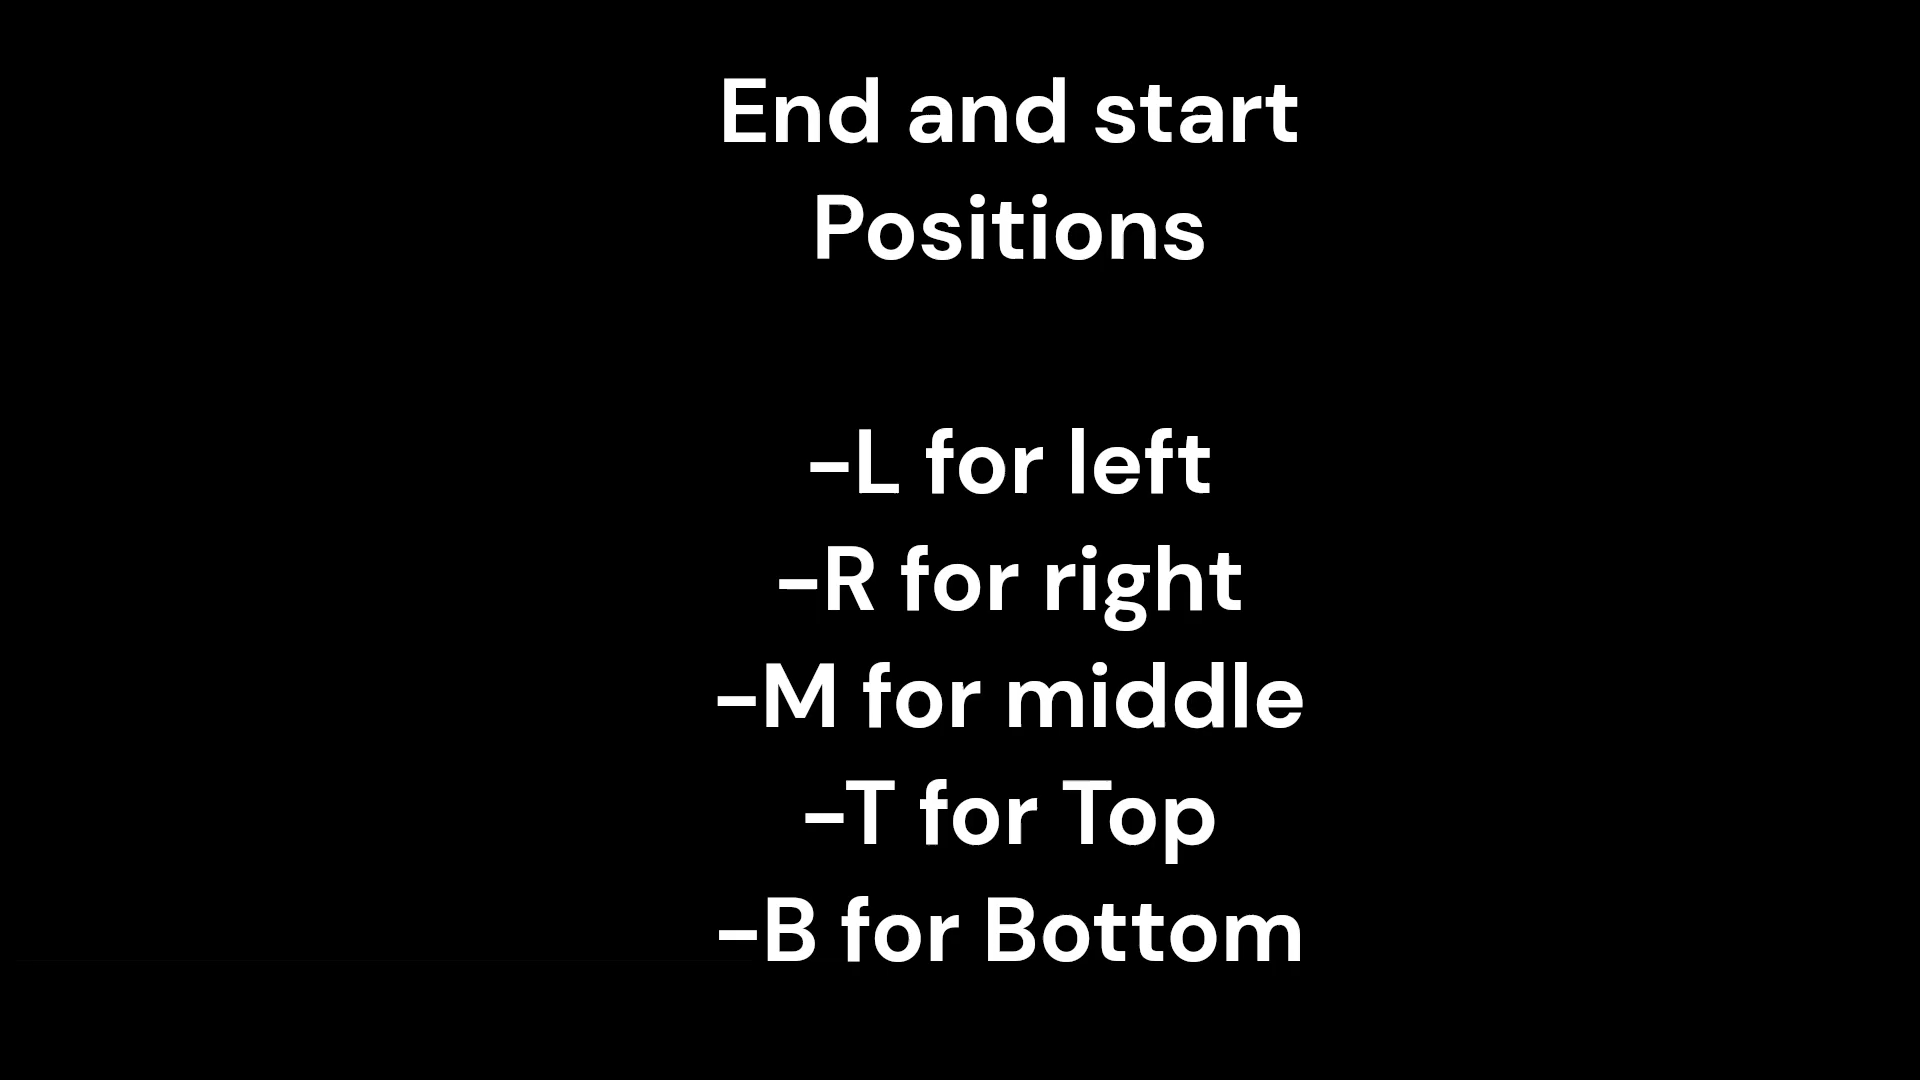 End and start
Positions
-L for left
-R for right
-M for middle
-T for Top
-B for Bottom